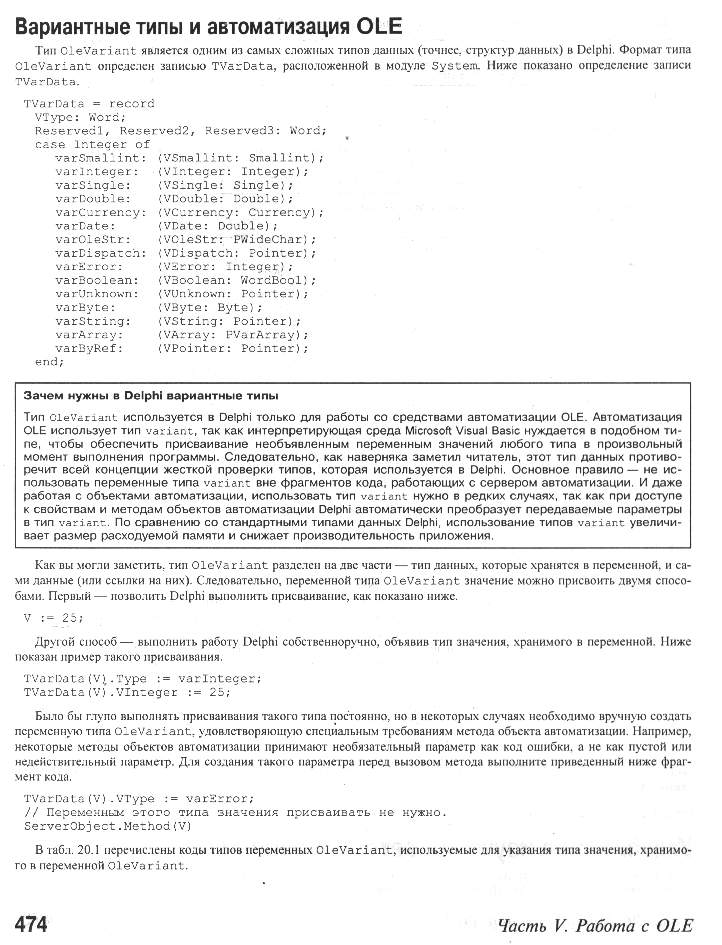 Вариантные типы и автоматизация OLE
Тип OleVariant является одним из самых сложных типов данных (точнее, структур данных) в Delphi. Формат типа
OleVariant определен записью TVarData, расположенной в модуле System. Ниже показано определение записи
TVarData.
TVarData = record
VType: Word;
Reserved1, Reserved2, Reserved3: Word;
case Integer of
varSmallint: (VSmallint: Smallint);
varInteger: (VInteger: Integer);
varSingle: (VSingle: Single);
varDouble: (VDouble: Double);
varCurrency: (VCurrency: Currency);
varDate: (VDate: Double);
varOleStr: (VOleStr: PWideChar);
varDispatch: (VDispatch: Pointer);
varError: (VError: Integer);
varBoolean: (VBoolean: WordBool);
varUnknown: (VUnknown: Pointer);
varByte: (VByte: Byte);
varString: (VString: Pointer);
varArray: (VArray: PVarArray);
varByRef: (VPointer: Pointer);
end;
Зачем нужны в Delphi вариантные типы
Тип OleVariant используется в Delphi только для работы со средствами автоматизации OLE. Автоматизация
OLE использует тип variant, так как интерпретирующая среда Microsoft Visual Basic нуждается в подобном ти-
пе, чтобы обеспечить присваивание необъявленным переменным значений любого типа в произвольный
момент выполнения программы. Следовательно, как наверняка заметил читатель, этот тип данных противо-
речит всей концепции жесткой проверки типов, которая используется в Delphi. Основное правило — не ис-
пользовать переменные типа variant вне фрагментов кода, работающих с сервером автоматизации. И даже
работая с объектами автоматизации, использовать тип variant нужно в редких случаях, так как при доступе
к свойствам и методам объектов автоматизации Delphi автоматически преобразует передаваемые параметры
в тип variant. По сравнению со стандартными типами данных Delphi, использование типов variant увеличи-
вает размер расходуемой памяти и снижает производительность приложения.
Как вы могли заметить, тип OleVariant разделен на две части — тип данных, которые хранятся в переменной, и са-
ми данные (или ссылки на них). Следовательно, переменной типа OleVariant значение можно присвоить двумя спосо-
бами. Первый — позволить Delphi выполнить присваивание, как показано ниже.
V := 25;
Другой способ — выполнить работу Delphi собственноручно, объявив тип значения, хранимого в переменной. Ниже
показан пример такого присваивания.
TVarData(V).Type := varInteger;
TVarData(V).VInteger := 25;
Было бы глупо выполнять присваивания такого типа постоянно, но в некоторых случаях необходимо вручную создать
переменную типа OleVariant, удовлетворяющую специальным требованиям метода объекта автоматизации. Например,
некоторые методы объектов автоматизации принимают необязательный параметр как код ошибки, а не как пустой или
недействительный параметр. Для создания такого параметра перед вызовом метода выполните приведенный ниже фраг-
мент кода.
TVarData(V).VType := varError;
// Переменным этого типа значения присваивать не нужно.
ServerObject.Method(V)
В табл. 20.1 перечислены коды типов переменных OleVariant, используемые для указания типа значения, хранимо-
го в переменной OleVariant.
474
Часть V. Работа с OLE